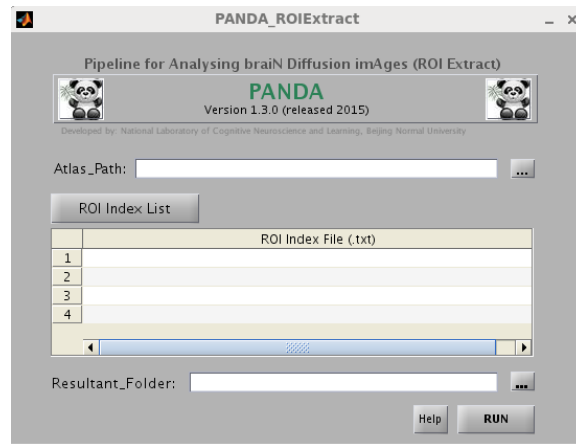 PANDA_ROIExtract
Pipeline for Analysing braiN Diffusion imAges (ROI Extract)
PANDA
Version 1.3.0 (released 2015)
Developed by: National Laboratory of Cognitive Neuroscience and Learning, Beijing Normal University
Atlas_Path:
...
ROI Index List
ROI Index File (.txt)
1
2
3
4
Resultant_Folder:
...
Help
RUN